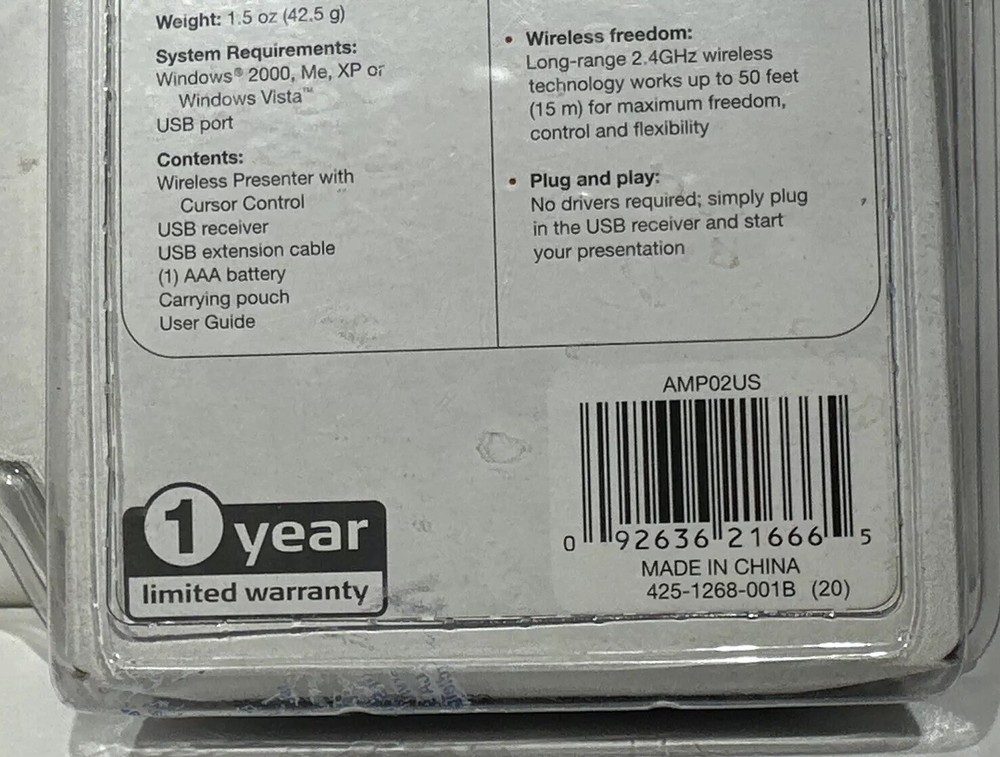 Weight: 1.5 oz (42.5 g)
System Requirements:
Windows® 2000, Me, XP or
Windows Vista™
USB port
Contents:
Wireless Presenter with
Cursor Control
USB receiver
USB extension cable
(1) AAA battery
Carrying pouch
User Guide
• Wireless freedom:
Long-range 2.4GHz wireless
technology works up to 50 feet
(15 m) for maximum freedom,
control and flexibility
• Plug and play:
No drivers required; simply plug
in the USB receiver and start
your presentation
1 year
limited warranty
AMP02US
0 92636 21666 5
MADE IN CHINA
425-1268-001B (20)